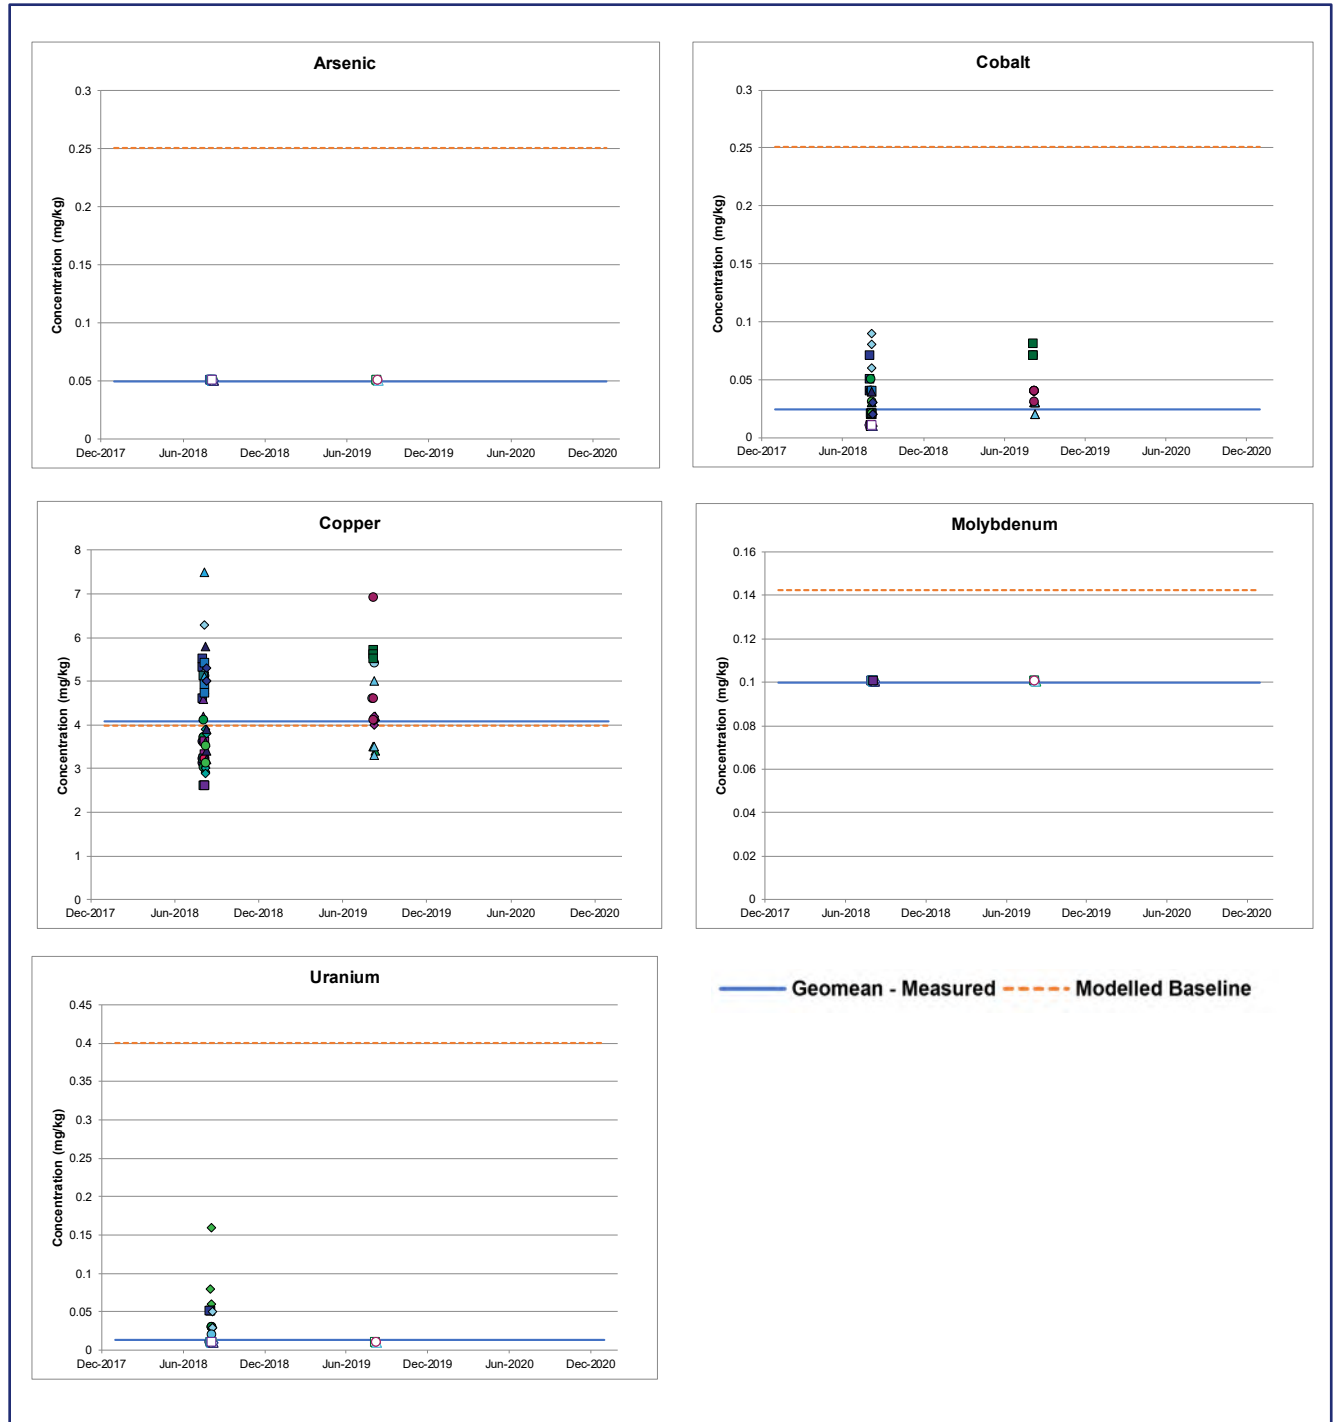 Arsenic
0.3
0.25
0.2
0.15
0.1
0.05
0
Concentration (mg/kg)
Dec-2017 Jun-2018 Dec-2018 Jun-2019 Dec-2019 Jun-2020 Dec-2020
Cobalt
0.3
0.25
0.2
0.15
0.1
0.05
0
Concentration (mg/kg)
Dec-2017 Jun-2018 Dec-2018 Jun-2019 Dec-2019 Jun-2020 Dec-2020
Copper
8
7
6
5
4
3
2
1
0
Concentration (mg/kg)
Dec-2017 Jun-2018 Dec-2018 Jun-2019 Dec-2019 Jun-2020 Dec-2020
Molybdenum
0.16
0.14
0.12
0.1
0.08
0.06
0.04
0.02
0
Concentration (mg/kg)
Dec-2017 Jun-2018 Dec-2018 Jun-2019 Dec-2019 Jun-2020 Dec-2020
Uranium
0.45
0.4
0.35
0.3
0.25
0.2
0.15
0.1
0.05
0
Concentration (mg/kg)
Dec-2017 Jun-2018 Dec-2018 Jun-2019 Dec-2019 Jun-2020 Dec-2020
Geomean - Measured Modelled Baseline